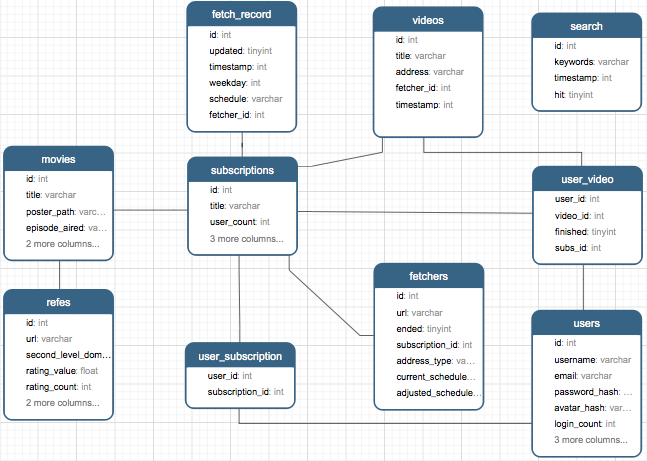 fetch_record
id: int
updated: tinyint
timestamp: int
weekday: int
schedule: varchar
fetcher_id: int
videos
id: int
title: varchar
address: varchar
fetcher_id: int
timestamp: int
search
id: int
keywords: varchar
timestamp: int
hit: tinyint
movies
id: int
title: varchar
poster_path: varc...
episode_aired: va...
2 more columns...
subscriptions
id: int
title: varchar
user_count: int
3 more columns...
user_video
user_id: int
video_id: int
finished: tinyint
subs_id: int
refes
id: int
url: varchar
second_level_dom...
rating_value: float
rating_count: int
2 more columns...
user_subscription
user_id: int
subscription_id: int
fetchers
id: int
url: varchar
ended: tinyint
subscription_id: int
address_type: va...
current_schedule...
adjusted_schedule...
users
id: int
username: varchar
email: varchar
password_hash: ...
avatar_hash: var...
login_count: int
3 more columns...